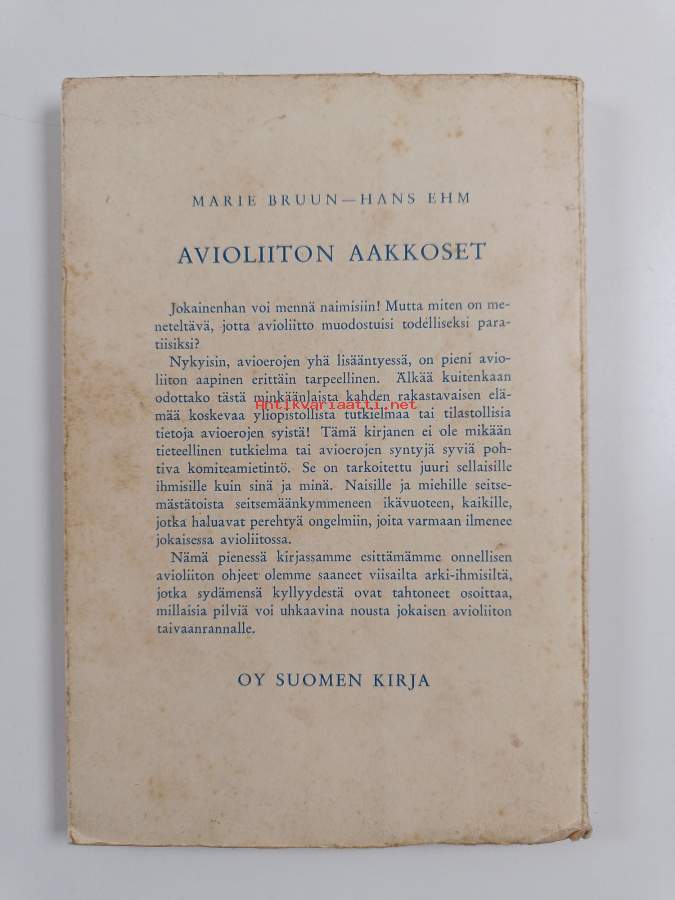 MARIE BRUUN—HANS EHM
AVIOLIITON AAKKOSET
Jokainenhan voi mennä naimisiin! Mutta miten on me-
neteltävä, jotta avioliitto muodostuisi todelliseksi para-
tiisiksi?
Nykyisin, avioerojen yhä lisääntyessä, on pieni avio-
liiton aapinen erittäin tarpeellinen. Älkää kuitenkaan
odottako tästä minkäänlaista kahden rakastavaisen elä-
Antikvariaatti.net
mää koskevaa yliopistollista tutkielmaa tai tilastollisia
tietoja avioerojen syistä! Tämä kirjanen ei ole mikään
tieteellinen tutkielma tai avioerojen syntyjä syviä poh-
tiva komiteamietintö. Se on tarkoitettu juuri sellaisille
ihmisille kuin sinä ja minä. Naisille ja miehille seitse-
mästätoista seitsemäänkymmeneen ikävuoteen, kaikille,
jotka haluavat perehtyä ongelmiin, joita varmaan ilmenee
jokaisessa avioliitossa.
Nämä pienessä kirjassamme esittämämme onnellisen
avioliiton ohjeet olemme saaneet viisailta arki-ihmisiltä,
jotka sydämensä kyllyydestä ovat tahtoneet osoittaa,
millaisia pilviä voi uhkaavina nousta jokaisen avioliiton
taivaanrannalle.
OY SUOMEN KIRJA